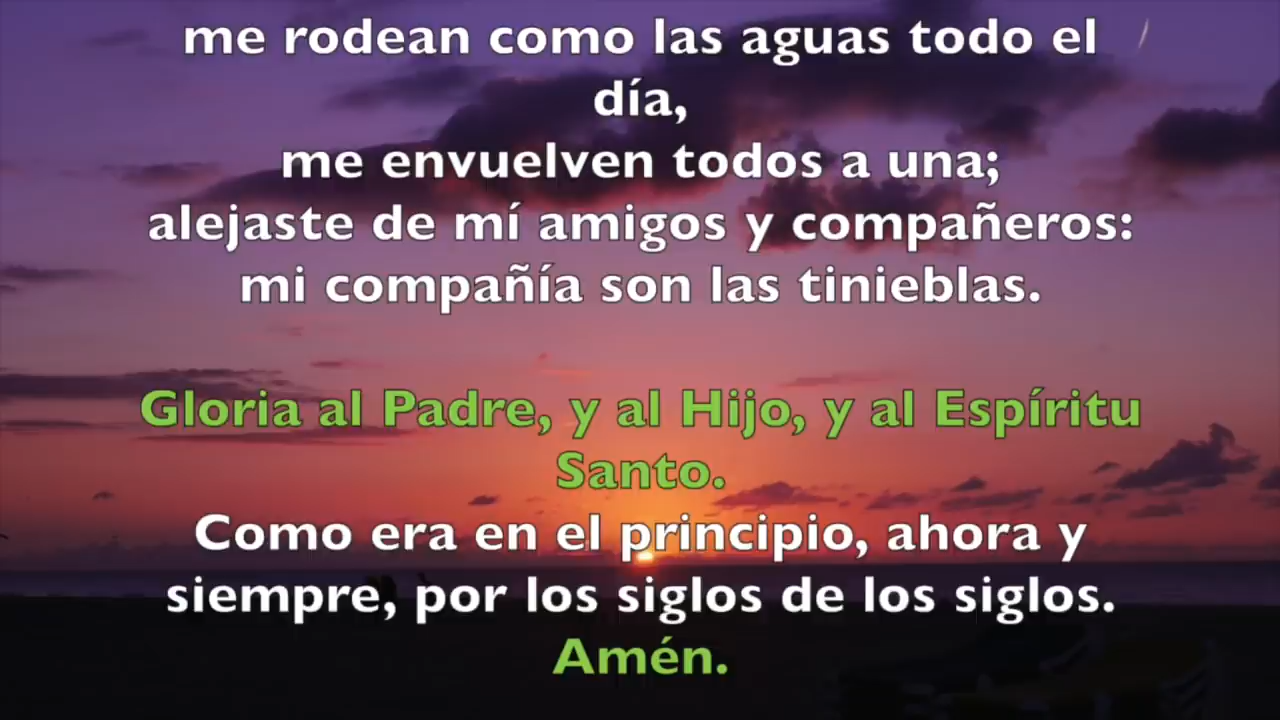 me rodean como las aguas todo el
día,
me envuelven todos a una;
alejaste de mí amigos y compañeros:
mi compañía son las tinieblas.
Gloria al Padre, y al Hijo, y al Espíritu
Santo.
Como era en el principio, ahora y
siempre, por los siglos de los siglos.
Amén.